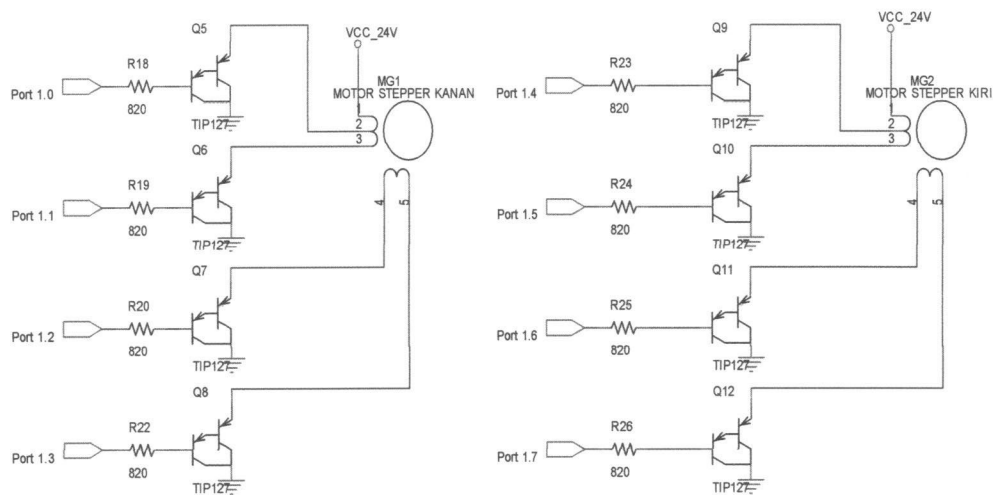 Q5
VCC_24V
R18
Port 1.0
820
TIP127
MG1
MOTOR STEPPER KANAN
1
2
3
4
5
Q6
R19
Port 1.1
820
TIP127
Q7
R20
Port 1.2
820
TIP127
Q8
R22
Port 1.3
820
TIP127
Q9
VCC_24V
R23
Port 1.4
820
TIP127
MG2
MOTOR STEPPER KIRI
1
2
3
4
5
Q10
R24
Port 1.5
820
TIP127
Q11
R25
Port 1.6
820
TIP127
Q12
R26
Port 1.7
820
TIP127